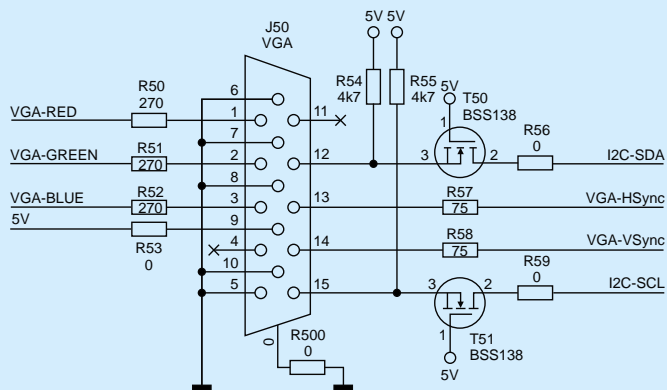 5V 5V
J50
VGA
R54
4k7
R55
4k7
5V
T50
BSS138
R50
270
VGA-RED
6
1
11
1
R56
0
7
VGA-GREEN
R51
270
2
12
3
2
I2C-SDA
8
VGA-BLUE
R52
270
3
13
R57
75
VGA-HSync
5V
9
R53
0
4
14
R58
75
VGA-VSync
10
R59
0
5
15
3
2
I2C-SCL
1
T51
BSS138
5V
0
R500
0